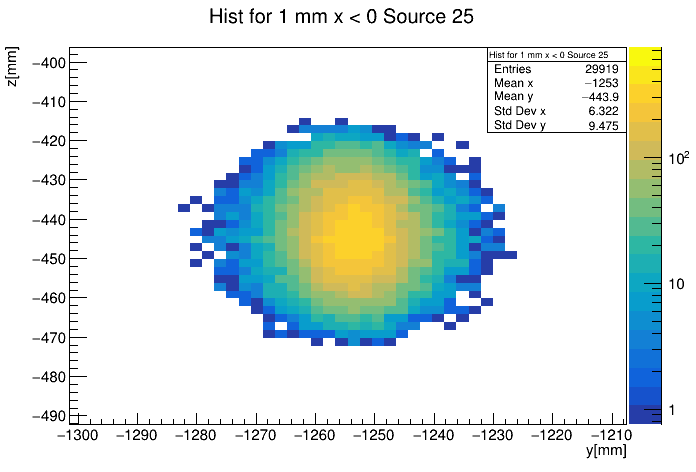 Hist for 1 mm x < 0 Source 25
z[mm]
Hist for 1 mm x < 0 Source 25
Entries 29919
Mean x −1253
Mean y −443.9
Std Dev x 6.322
Std Dev y 9.475
−400
−410
−420
−430
−440
−450
−460
−470
−480
−490
10²
10
1
−1300 −1290 −1280 −1270 −1260 −1250 −1240 −1230 −1220 −1210
y[mm]